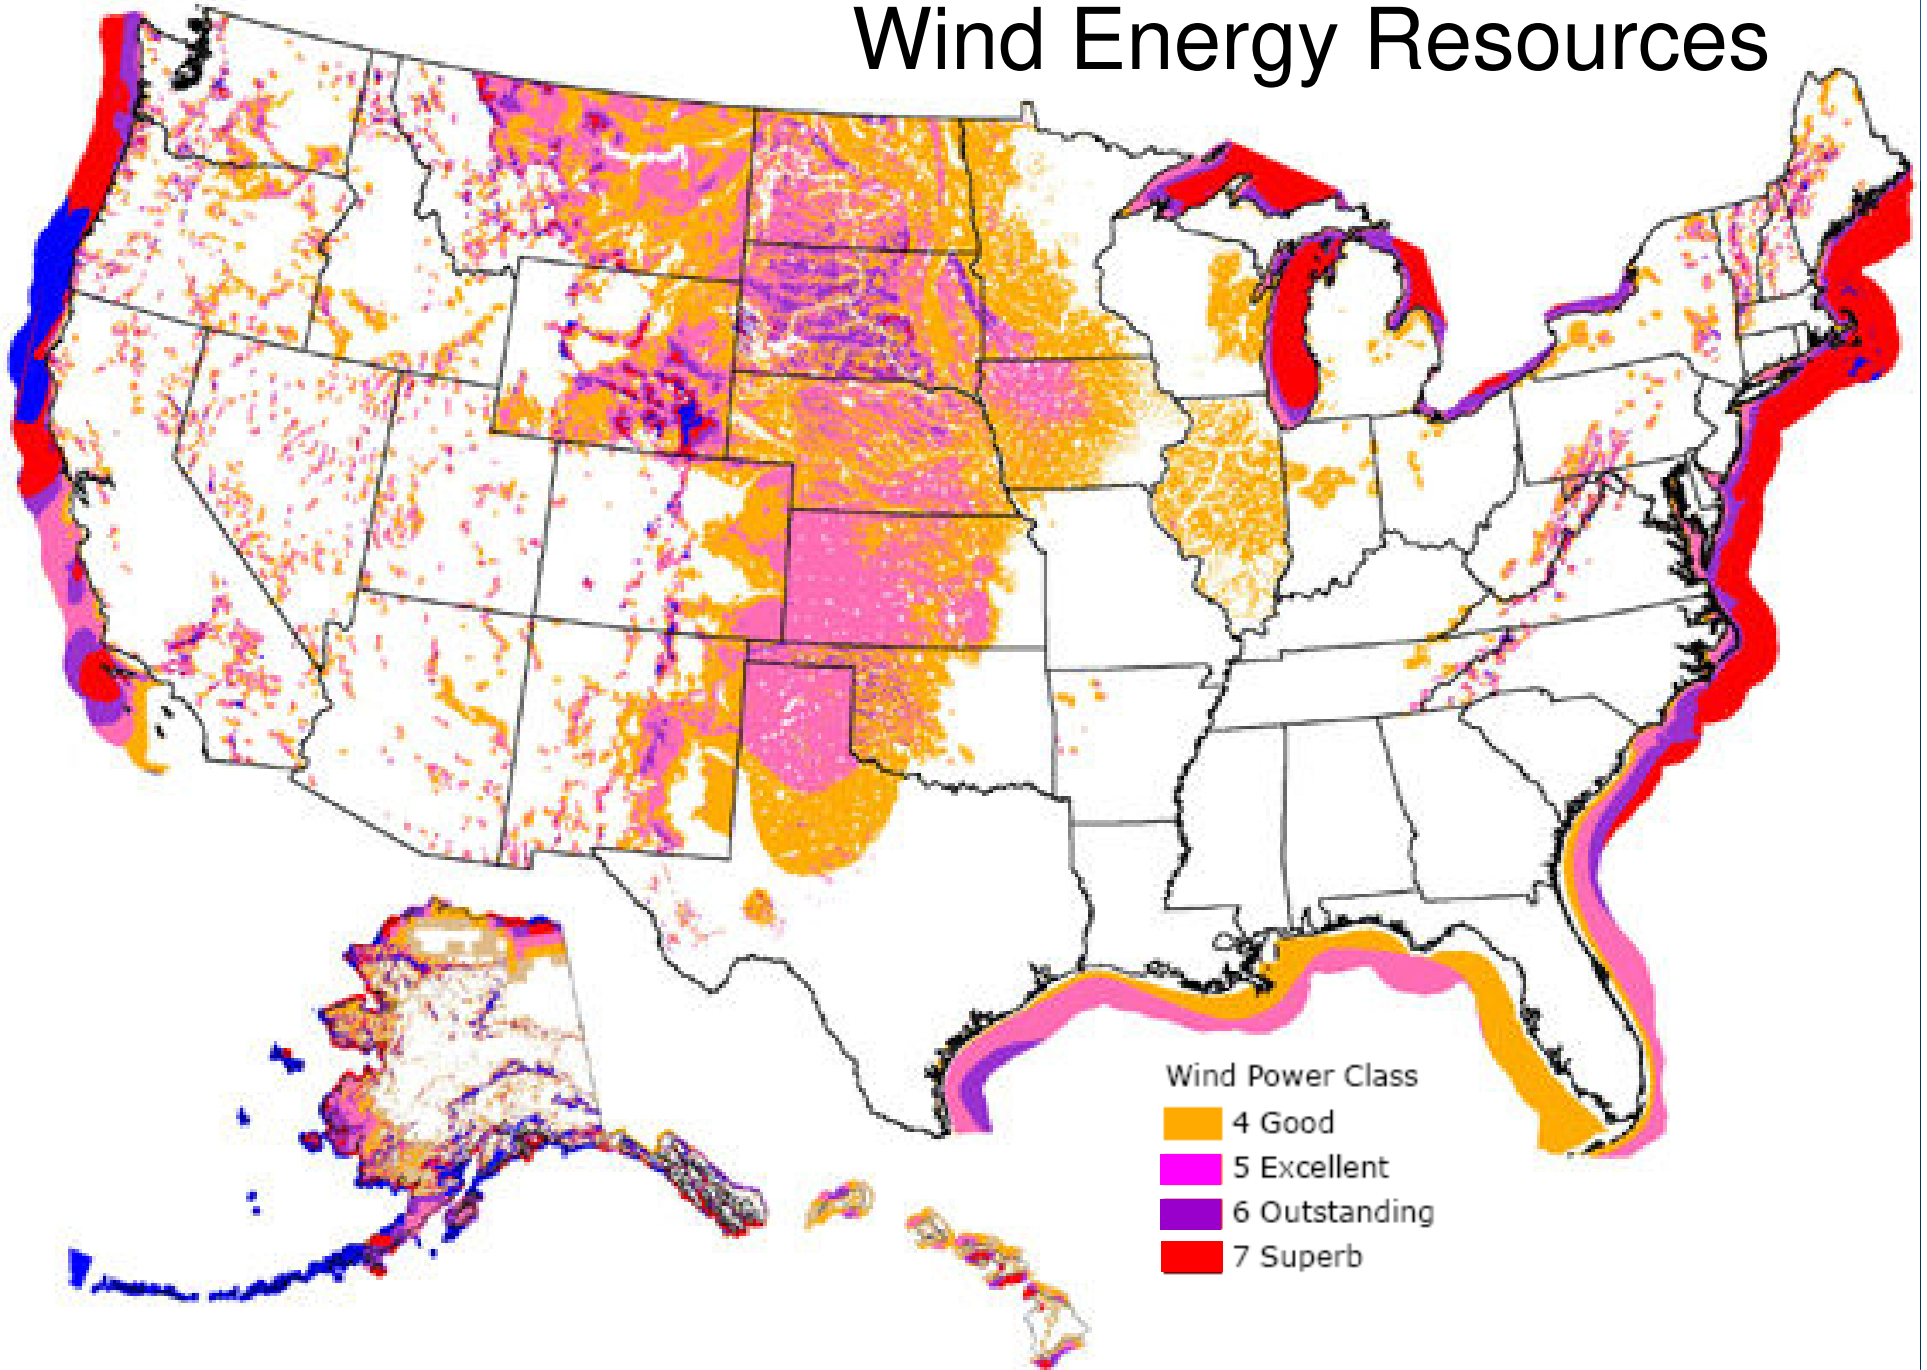 Wind Energy Resources
Wind Power Class
4 Good
5 Excellent
6 Outstanding
7 Superb